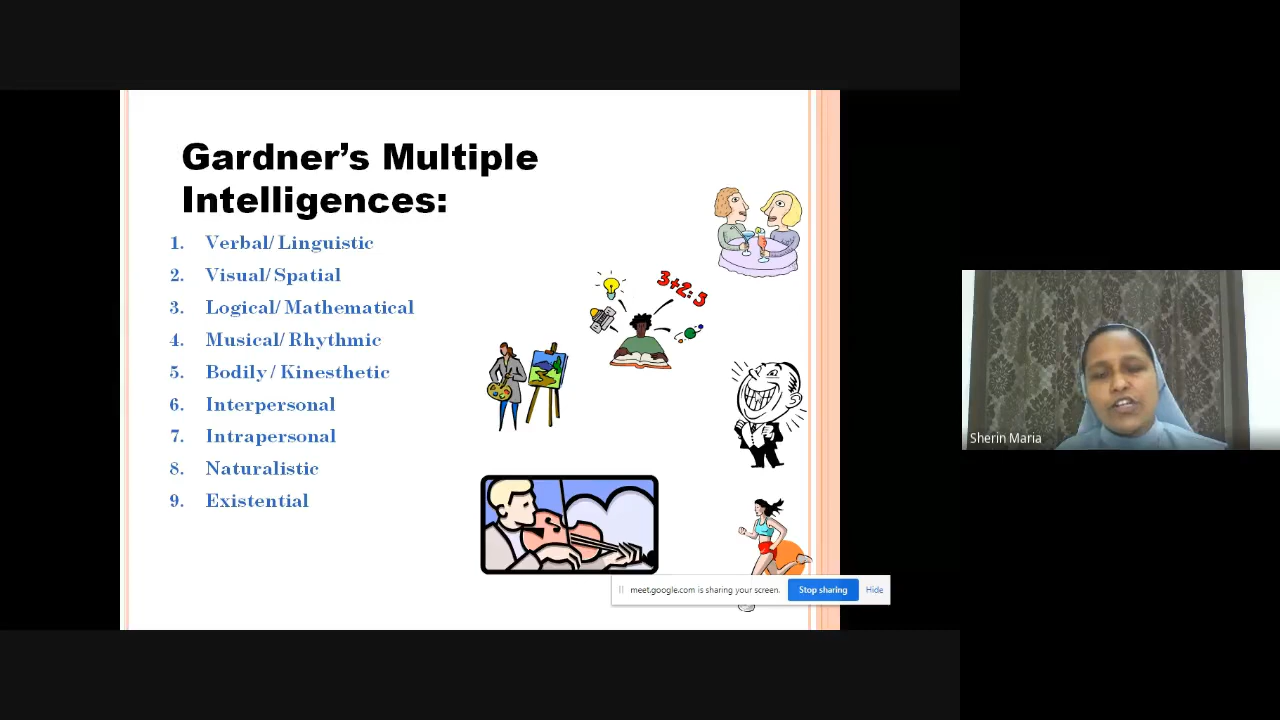 Gardner's Multiple
Intelligences:
1. Verbal/ Linguistic
2. Visual/ Spatial
3. Logical/ Mathematical
4. Musical/ Rhythmic
5. Bodily / Kinesthetic
6. Interpersonal
7. Intrapersonal
8. Naturalistic
9. Existential
3+2:5
Sherin Maria
meet.google.com is sharing your screen. Stop sharing Hide